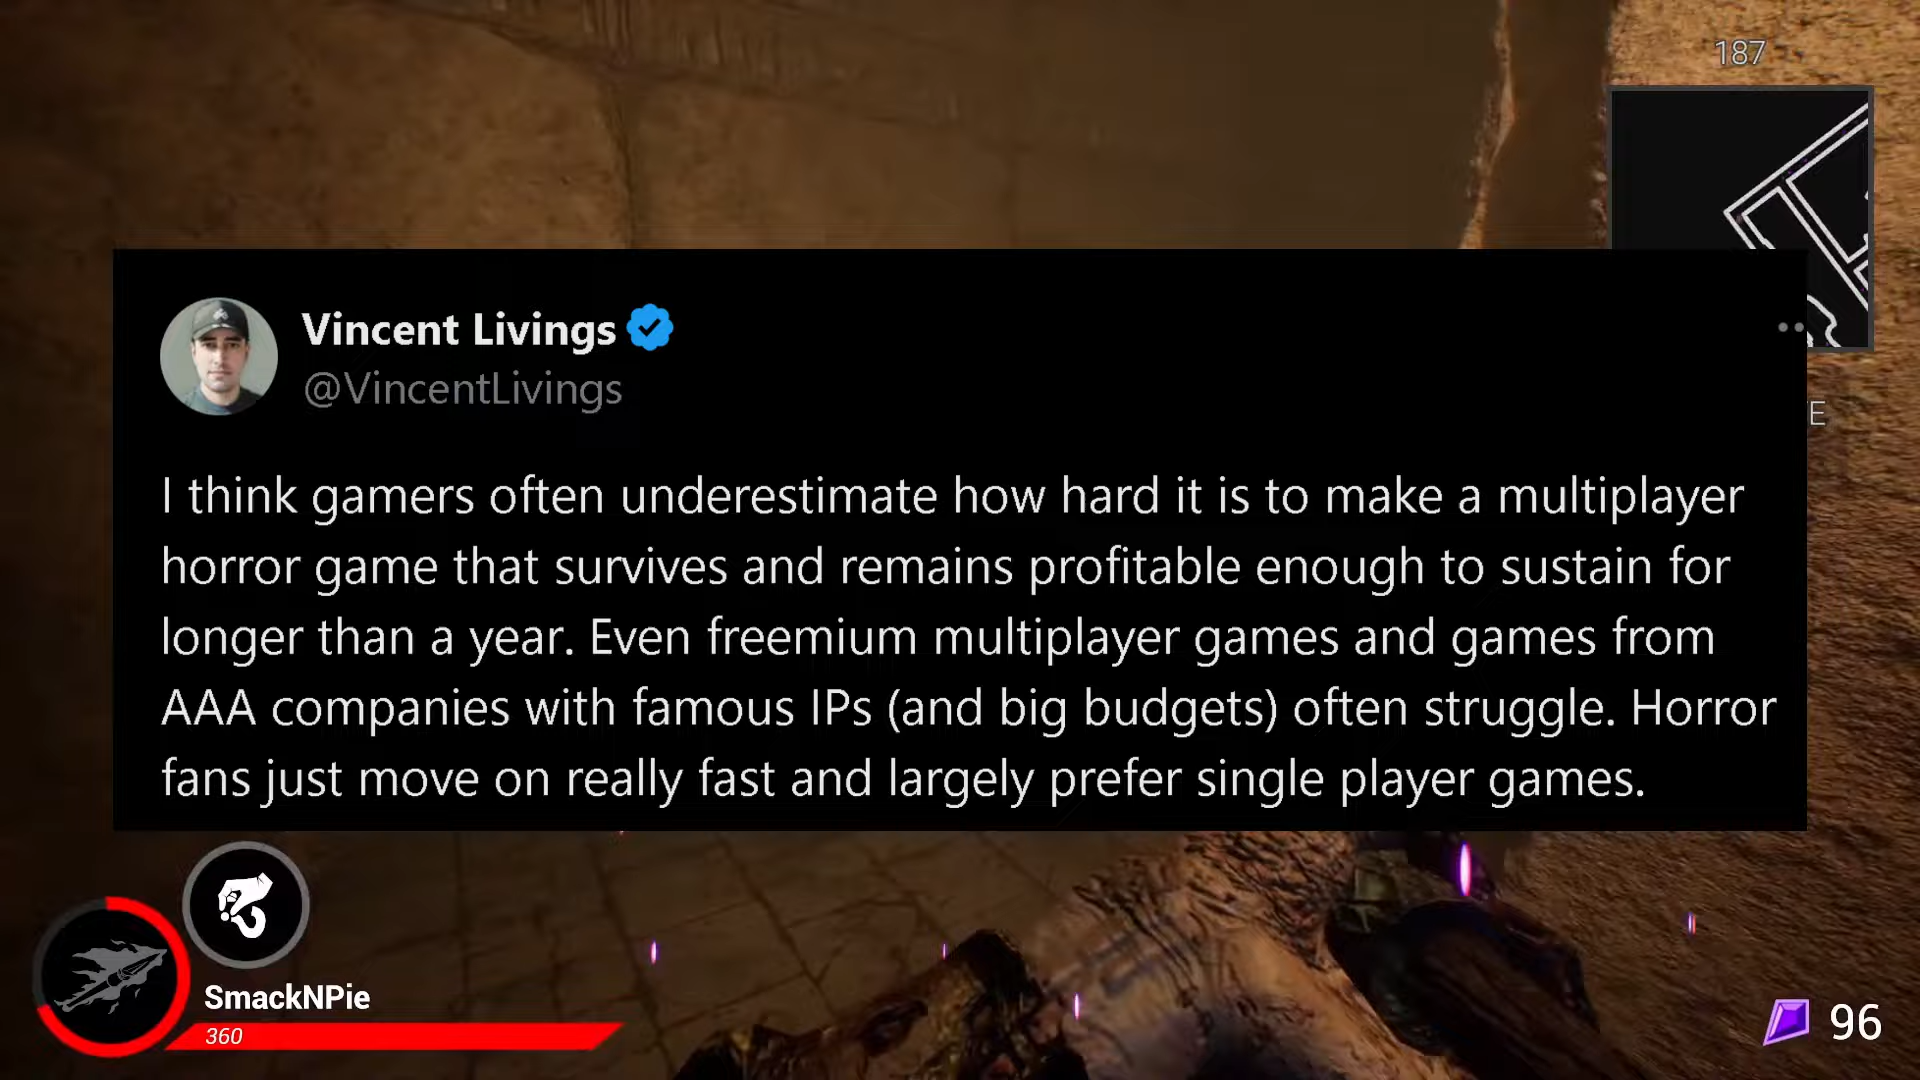 187
Vincent Livings
@VincentLivings
E
I think gamers often underestimate how hard it is to make a multiplayer
horror game that survives and remains profitable enough to sustain for
longer than a year. Even freemium multiplayer games and games from
AAA companies with famous IPs (and big budgets) often struggle. Horror
fans just move on really fast and largely prefer single player games.
SmackNPie
360
96